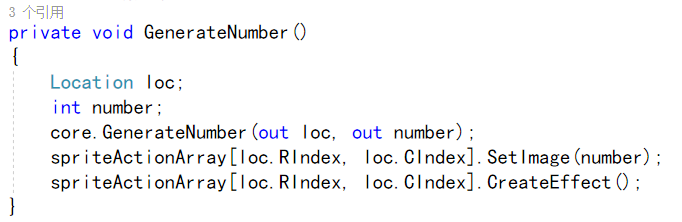 3 个引用
private void GenerateNumber()
{
Location loc;
int number;
core.GenerateNumber(out loc, out number);
spriteActionArray[loc.RIndex, loc.CIndex].SetImage(number);
spriteActionArray[loc.RIndex, loc.CIndex].CreateEffect();
}